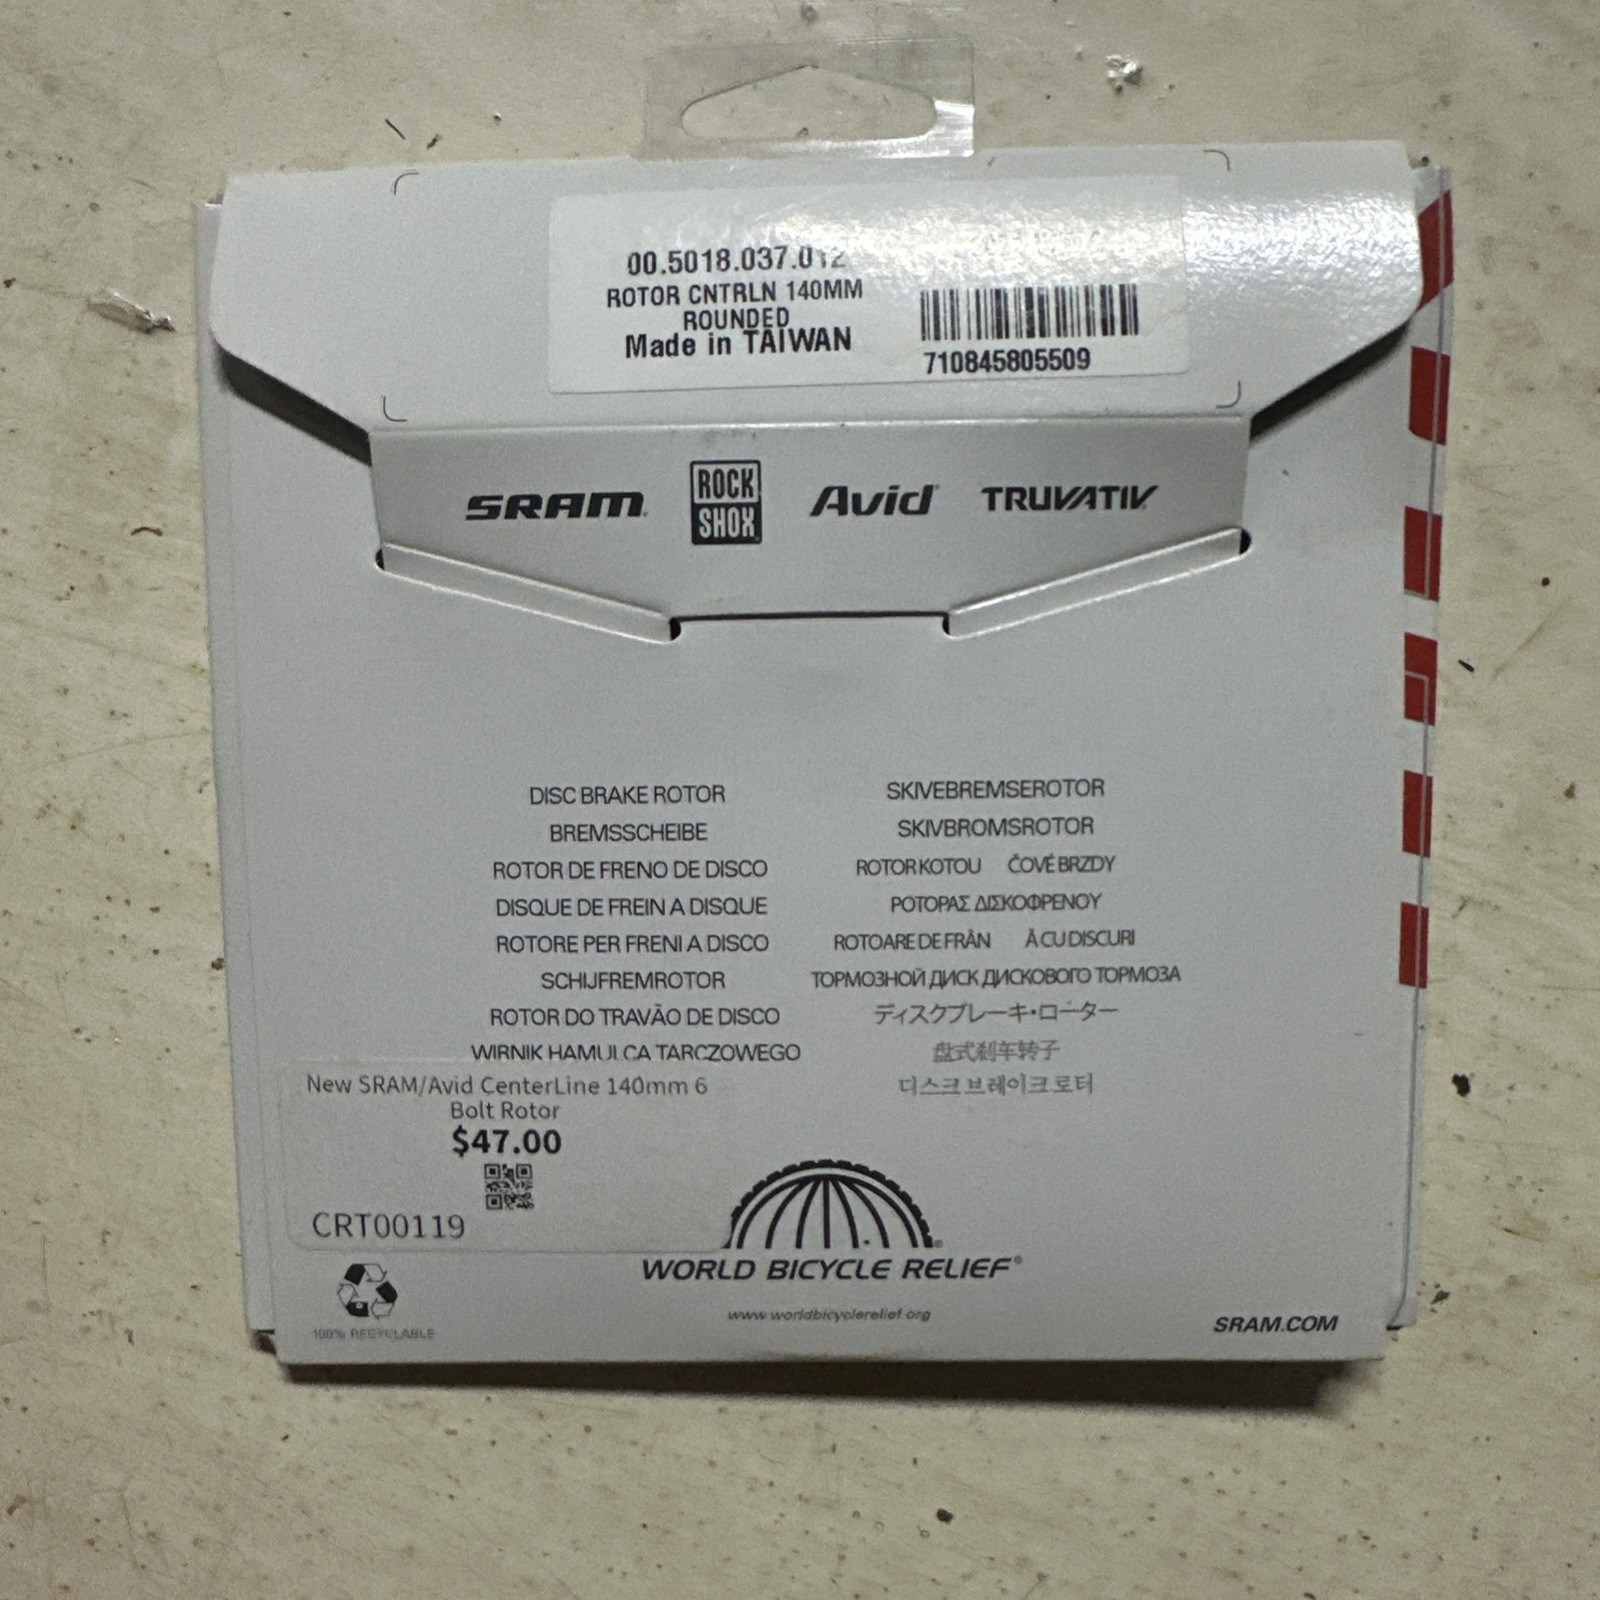 00.5018.037.012
ROTOR CNTRLN 140MM
ROUNDED
Made in TAIWAN
710845805509
SRAM
ROCK
SHOX
Avid
TRUVATIV
DISC BRAKE ROTOR
BREMSSCHEIBE
ROTOR DE FRENO DE DISCO
DISQUE DE FREIN A DISQUE
ROTORE PER FRENI A DISCO
SCHIJFREMROTOR
ROTOR DO TRAVÃO DE DISCO
WIRNIK HAMULCA TARCZOWEGO
SKIVEBREMSEROTOR
SKIVBROMSROTOR
ROTOR KOTOU ČOVÉ BRZDY
ΡΟΤΟΡΑΣ ΔΙΣΚΟΦΡΕΝΟΥ
ROTOARE DE FRÂN Ă CU DISCURI
ТОРМОЗНОЙ ДИСК ДИСКОВОГО ТОРМОЗА
ディスクブレーキ・ローター
盘式刹车转子
디스크 브레이크 로터
New SRAM/Avid CenterLine 140mm 6
Bolt Rotor
$47.00
CRT00119
100% RECYCLABLE
WORLD BICYCLE RELIEF®
www.worldbicyclerelief.org
SRAM.COM